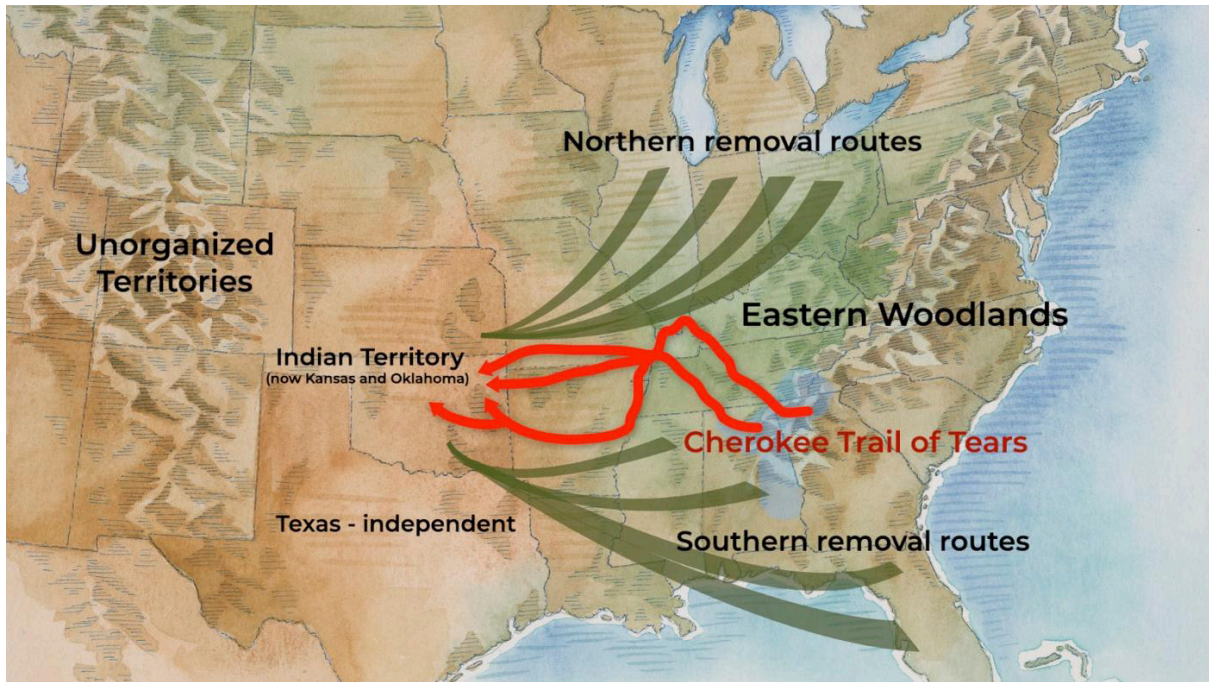 Northern removal routes
Unorganized
Territories
Eastern Woodlands
Indian Territory
(now Kansas and Oklahoma)
Cherokee Trail of Tears
Texas - independent
Southern removal routes